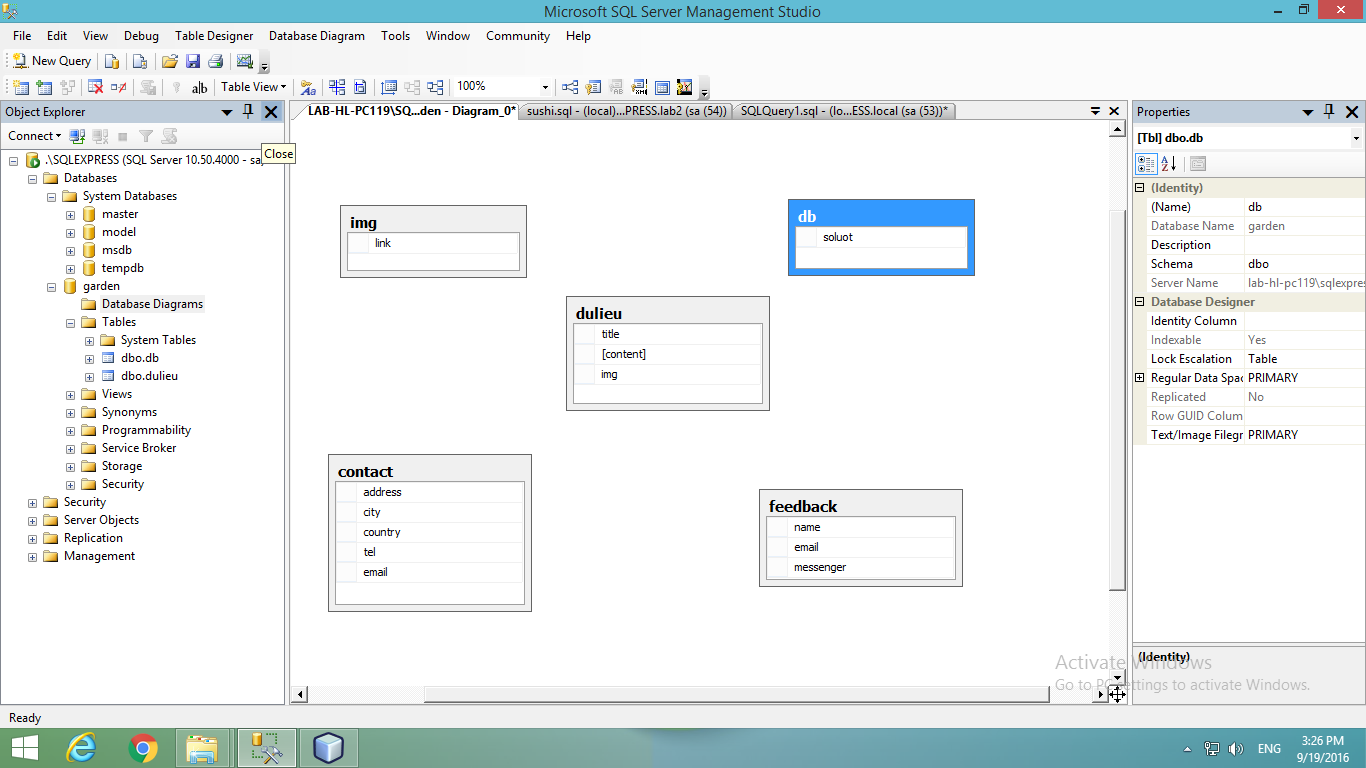 Microsoft SQL Server Management Studio
File Edit View Debug Table Designer Database Diagram Tools Window Community Help
New Query
ab Table View 100%
Object Explorer
Connect
Close
.\SQLEXPRESS (SQL Server 10.50.4000 - sa
Databases
System Databases
master
model
msdb
tempdb
garden
Database Diagrams
Tables
System Tables
dbo.db
dbo.dulieu
Views
Synonyms
Programmability
Service Broker
Storage
Security
Security
Server Objects
Replication
Management
LAB-HL-PC119\SQ...den - Diagram_0* sushi.sql - (local)...PRESS.lab2 (sa (54)) SQLQuery1.sql - (lo...ESS.local (sa (53))*
img
link
db
soluot
dulieu
title
[content]
img
contact
address
city
country
tel
email
feedback
name
email
messenger
Properties
[Tbl] dbo.db
(Identity)
(Name) db
Database Name garden
Description
Schema dbo
Server Name lab-hl-pc119\sqlexpres
Database Designer
Identity Column
Indexable Yes
Lock Escalation Table
Regular Data Spac PRIMARY
Replicated No
Row GUID Colum
Text/Image Filegr PRIMARY
(Identity)
Activate Windows
Go to PC settings to activate Windows.
Ready
ENG
3:26 PM
9/19/2016